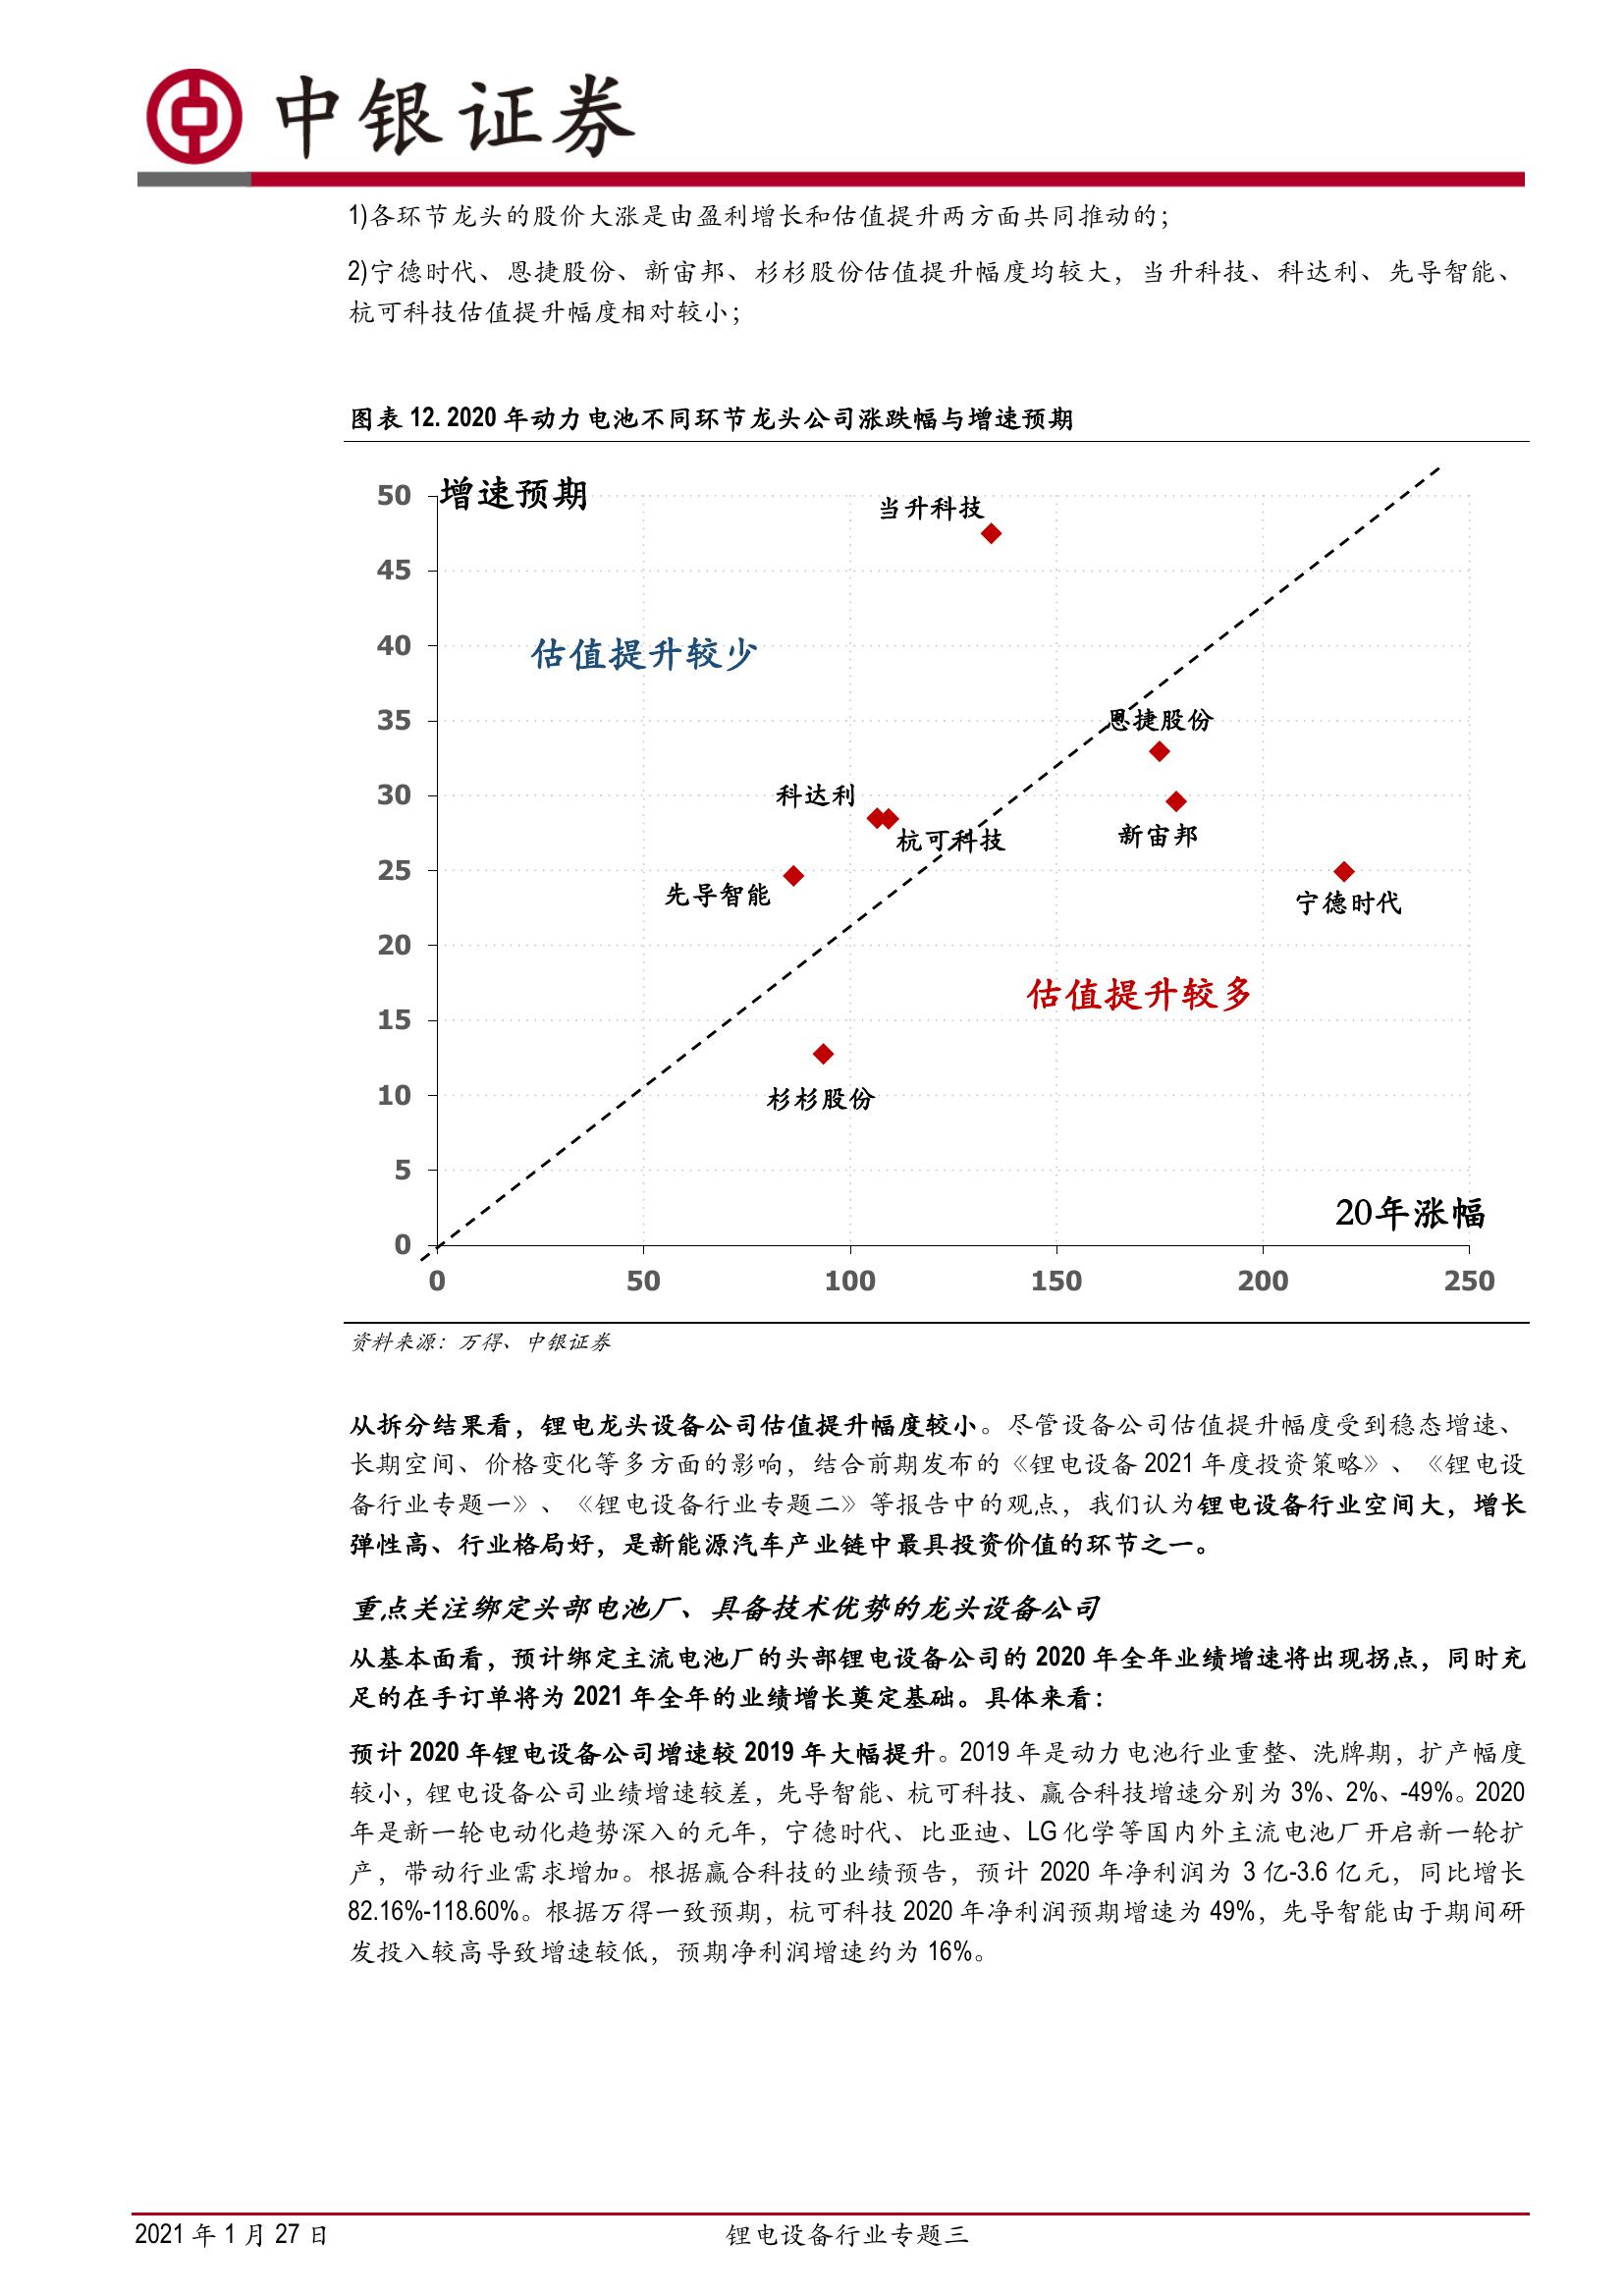 中银证券
1)各环节龙头的股价大涨是由盈利增长和估值提升两方面共同推动的；
2)宁德时代、恩捷股份、新宙邦、杉杉股份估值提升幅度均较大，当升科技、科达利、先导智能、
杭可科技估值提升幅度相对较小；
图表 12. 2020 年动力电池不同环节龙头公司涨跌幅与增速预期
增速预期
50
45
40
35
30
25
20
15
10
5
0
当升科技
估值提升较少
恩捷股份
科达利
杭可科技
新宙邦
先导智能
宁德时代
估值提升较多
杉杉股份
20年涨幅
0 50 100 150 200 250
资料来源：万得、中银证券
从拆分结果看，锂电龙头设备公司估值提升幅度较小。尽管设备公司估值提升幅度受到稳态增速、
长期空间、价格变化等多方面的影响，结合前期发布的《锂电设备 2021 年度投资策略》、《锂电设
备行业专题一》、《锂电设备行业专题二》等报告中的观点，我们认为锂电设备行业空间大，增长
弹性高、行业格局好，是新能源汽车产业链中最具投资价值的环节之一。
重点关注绑定头部电池厂、具备技术优势的龙头设备公司
从基本面看，预计绑定主流电池厂的头部锂电设备公司的 2020 年全年业绩增速将出现拐点，同时充
足的在手订单将为 2021 年全年的业绩增长奠定基础。具体来看：
预计 2020 年锂电设备公司增速较 2019 年大幅提升。2019 年是动力电池行业重整、洗牌期，扩产幅度
较小，锂电设备公司业绩增速较差，先导智能、杭可科技、赢合科技增速分别为 3%、2%、-49%。2020
年是新一轮电动化趋势深入的元年，宁德时代、比亚迪、LG 化学等国内外主流电池厂开启新一轮扩
产，带动行业需求增加。根据赢合科技的业绩预告，预计 2020 年净利润为 3 亿-3.6 亿元，同比增长
82.16%-118.60%。根据万得一致预期，杭可科技 2020 年净利润预期增速为 49%，先导智能由于期间研
发投入较高导致增速较低，预期净利润增速约为 16%。
2021 年 1 月 27 日 锂电设备行业专题三